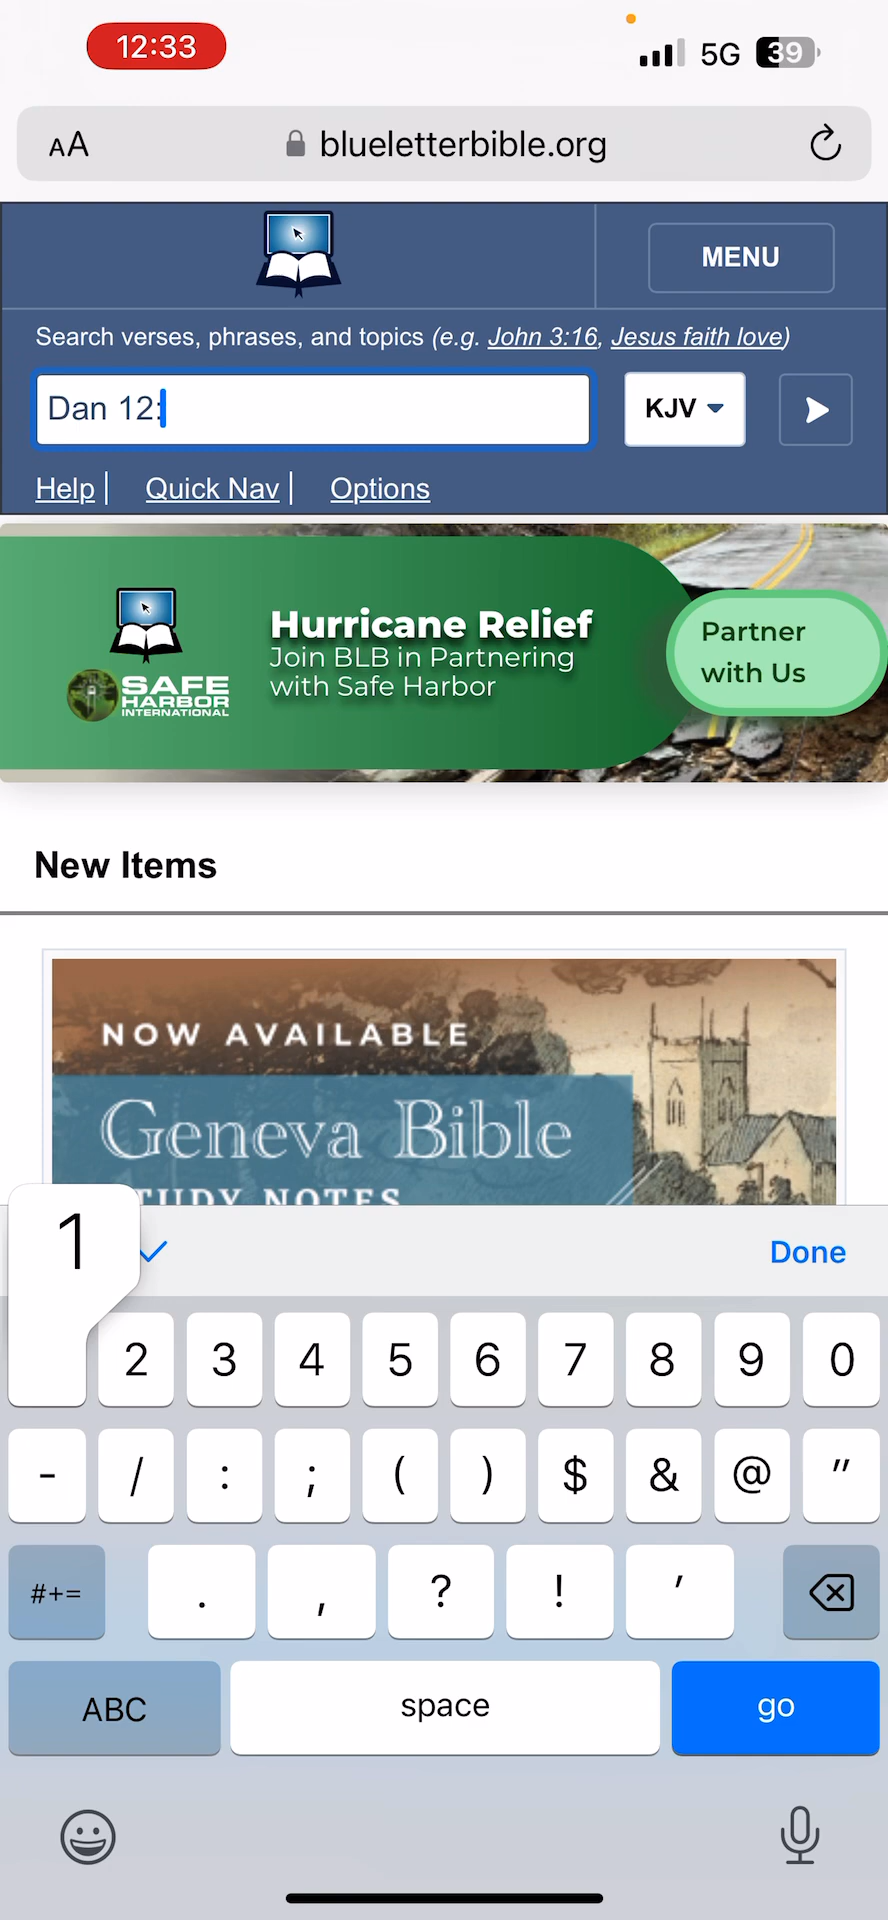 12:33
5G 39
AA blueletterbible.org
MENU
Search verses, phrases, and topics (e.g. John 3:16, Jesus faith love)
Dan 12: KJV
Help | Quick Nav | Options
Hurricane Relief
Join BLB in Partnering
with Safe Harbor
SAFE
HARBOR
INTERNATIONAL
Partner
with Us
New Items
NOW AVAILABLE
Geneva Bible
STUDY NOTES
1
Done
2 3 4 5 6 7 8 9 0
- / : ; ( ) $ & @ "
#+= . , ? ! '
ABC space go